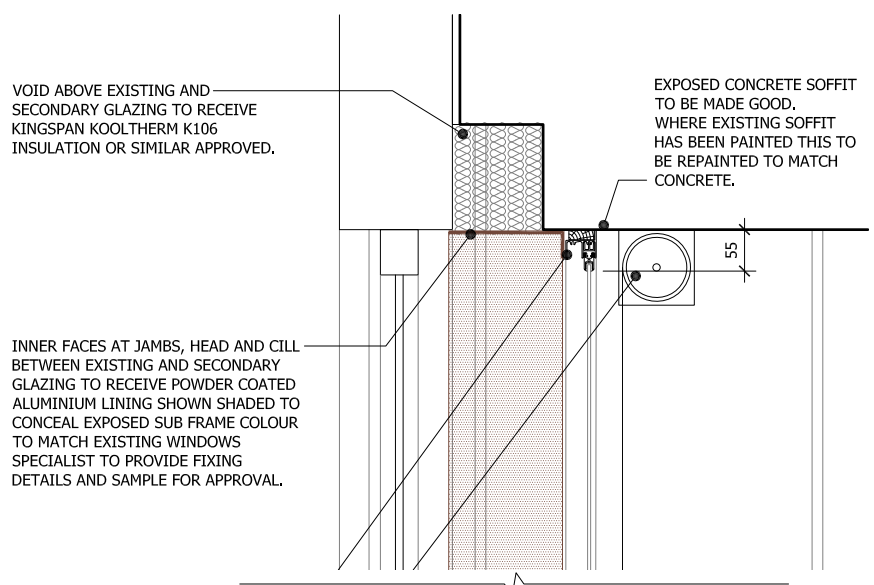 VOID ABOVE EXISTING AND
SECONDARY GLAZING TO RECEIVE
KINGSPAN KOOLTHERM K106
INSULATION OR SIMILAR APPROVED.
EXPOSED CONCRETE SOFFIT
TO BE MADE GOOD.
WHERE EXISTING SOFFIT
HAS BEEN PAINTED THIS TO
BE REPAINTED TO MATCH
CONCRETE.
55
INNER FACES AT JAMBS, HEAD AND CILL
BETWEEN EXISTING AND SECONDARY
GLAZING TO RECEIVE POWDER COATED
ALUMINIUM LINING SHOWN SHADED TO
CONCEAL EXPOSED SUB FRAME COLOUR
TO MATCH EXISTING WINDOWS
SPECIALIST TO PROVIDE FIXING
DETAILS AND SAMPLE FOR APPROVAL.